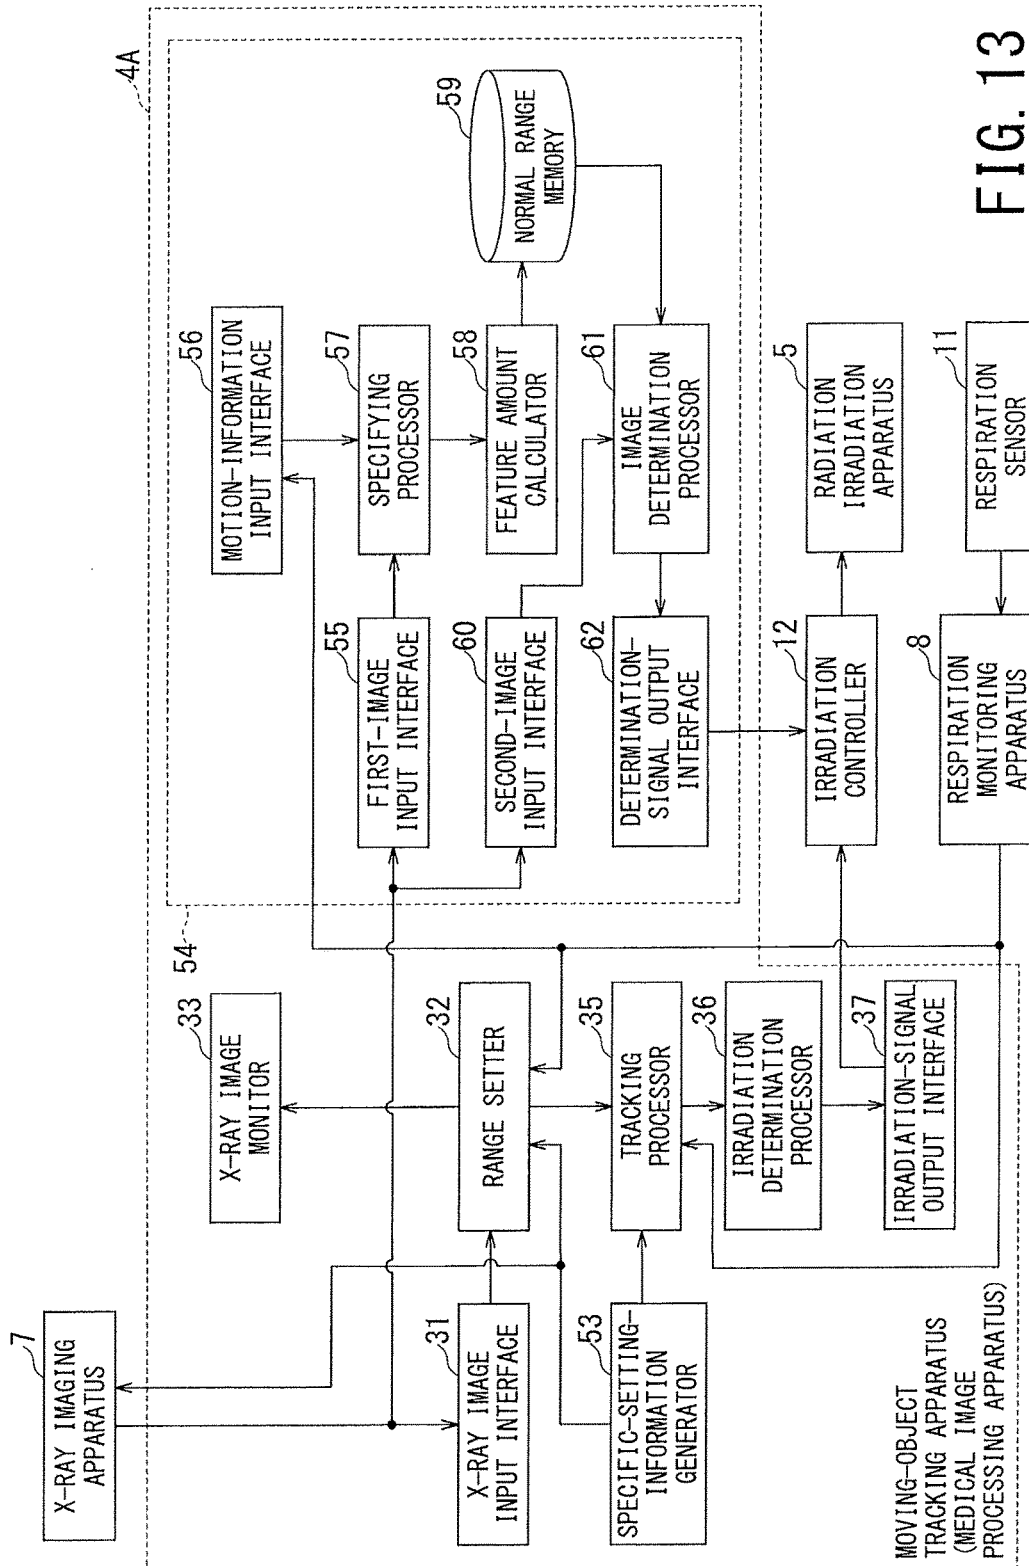 7
X-RAY IMAGING
APPARATUS
4A
33
X-RAY IMAGE
MONITOR
54
56
MOTION-INFORMATION
INPUT INTERFACE
31
X-RAY IMAGE
INPUT INTERFACE
32
RANGE SETTER
55
FIRST-IMAGE
INPUT INTERFACE
57
SPECIFYING
PROCESSOR
59
NORMAL RANGE
MEMORY
53
SPECIFIC-SETTING-
INFORMATION
GENERATOR
35
TRACKING
PROCESSOR
60
SECOND-IMAGE
INPUT INTERFACE
58
FEATURE AMOUNT
CALCULATOR
36
IRRADIATION
DETERMINATION
PROCESSOR
62
DETERMINATION-
SIGNAL OUTPUT
INTERFACE
61
IMAGE
DETERMINATION
PROCESSOR
37
IRRADIATION-SIGNAL
OUTPUT INTERFACE
12
IRRADIATION
CONTROLLER
5
RADIATION
IRRADIATION
APPARATUS
8
RESPIRATION
MONITORING
APPARATUS
11
RESPIRATION
SENSOR
MOVING-OBJECT
TRACKING APPARATUS
(MEDICAL IMAGE
PROCESSING APPARATUS)
FIG. 13